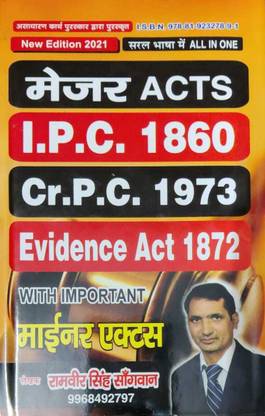 असाधारण कार्य पुरस्कार द्वारा पुरस्कृत I.S.B.N. 978-81-923278-9-1
New Edition 2021 सरल भाषा में ALL IN ONE
मेजर ACTS
I.P.C. 1860
Cr.P.C. 1973
Evidence Act 1872
WITH IMPORTANT
माईनर एक्टस
लेखक रामवीर सिंह साँगवान
9968492797